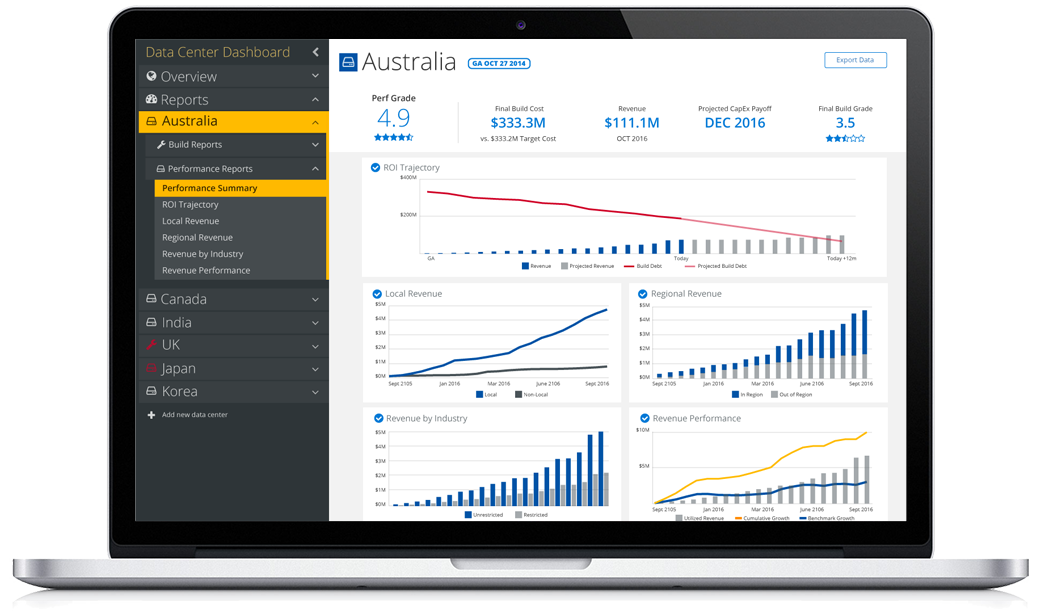 Data Center Dashboard
Overview
Reports
Australia
Build Reports
Performance Reports
Performance Summary
ROI Trajectory
Local Revenue
Regional Revenue
Revenue by Industry
Revenue Performance
Canada
India
UK
Japan
Korea
Add new data center
Australia
GA OCT 27 2014
Export Data
Perf Grade
4.9
Final Build Cost
$333.3M
vs. $333.2M Target Cost
Revenue
$111.1M
OCT 2016
Projected CapEx Payoff
DEC 2016
Final Build Grade
3.5
ROI Trajectory
$400M
$200M
GA Today Today +12m
Revenue Projected Revenue Build Debt Projected Build Debt
Local Revenue
$5M
$4M
$3M
$2M
$1M
$0M
Sept 2105 Jan 2016 Mar 2016 June 2106 Sept 2016
Local Non-Local
Regional Revenue
$5M
$4M
$3M
$2M
$1M
$0M
Sept 2105 Jan 2016 Mar 2016 June 2106 Sept 2016
In Region Out of Region
Revenue by Industry
$5M
$4M
$3M
$2M
$1M
$0M
Unrestricted Restricted
Revenue Performance
$10M
$5M
$0M
Sept 2105 Jan 2016 Mar 2016 June 2106 Sept 2016
Utilized Revenue Cumulative Growth Benchmark Growth